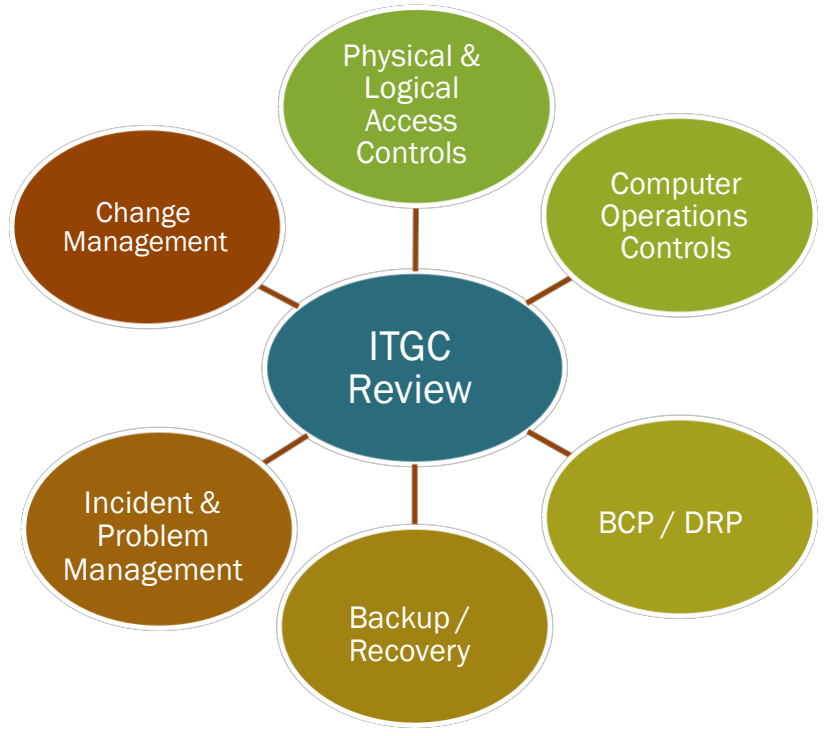 Physical &
Logical
Access
Controls
Computer
Operations
Controls
BCP / DRP
Backup /
Recovery
Incident &
Problem
Management
Change
Management
ITGC
Review